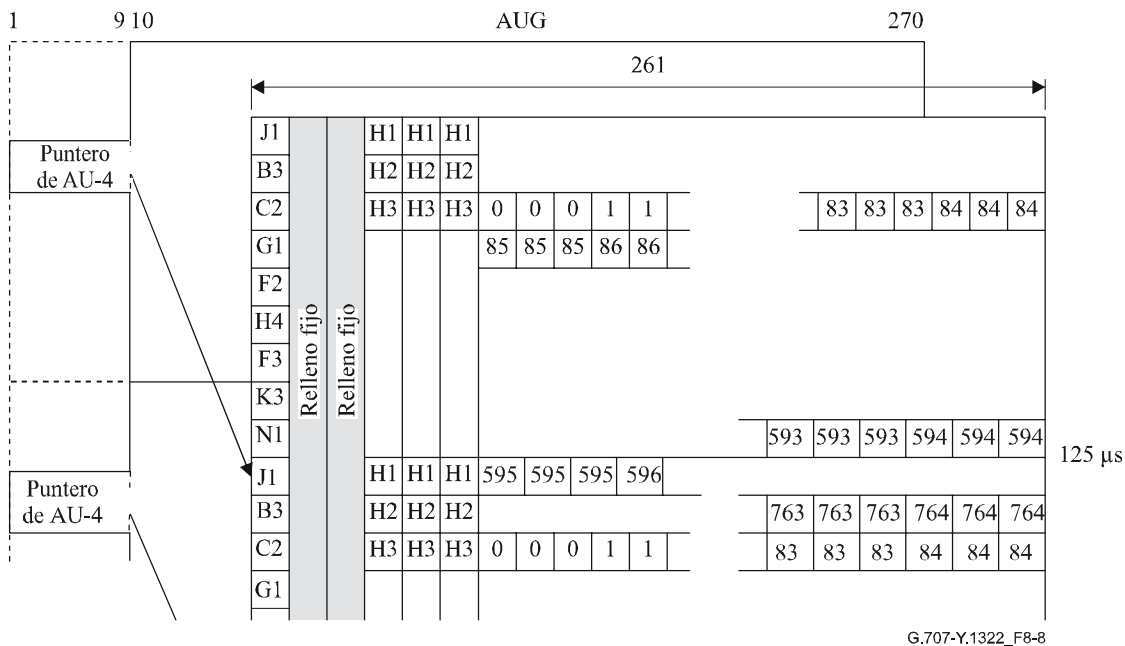 1 9 10 AUG 270
261
J1 H1 H1 H1
Puntero
de AU-4
B3 H2 H2 H2
C2 H3 H3 H3 0 0 0 1 1 83 83 83 84 84 84
G1 85 85 85 86 86
F2
H4
F3
K3
N1 593 593 593 594 594 594
Relleno fijo
Relleno fijo
125 µs
J1 H1 H1 H1 595 595 595 596
Puntero
de AU-4
B3 H2 H2 H2 763 763 763 764 764 764
C2 H3 H3 H3 0 0 0 1 1 83 83 83 84 84 84
G1
G.707-Y.1322_F8-8